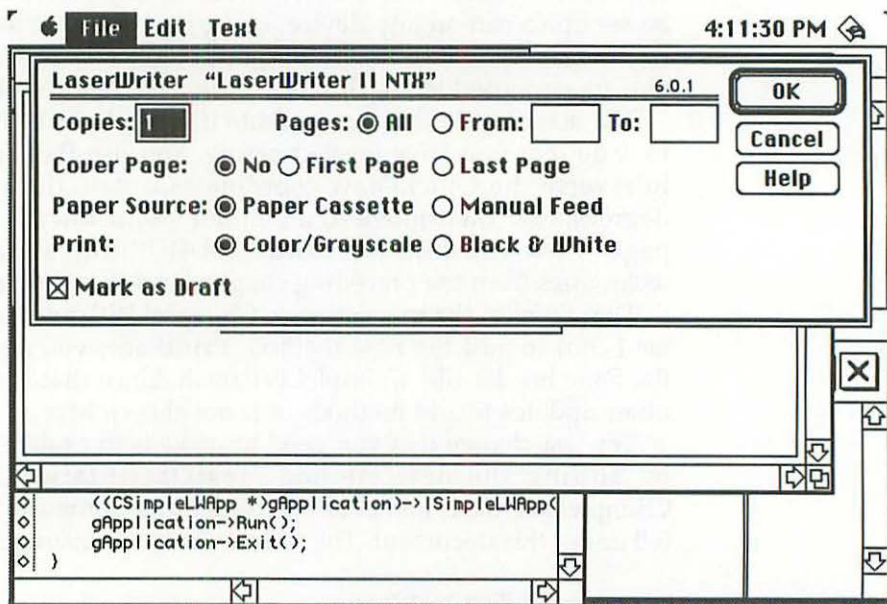 File Edit Text 4:11:30 PM
LaserWriter "LaserWriter II NTX" 6.0.1 OK
Copies: 1 Pages: All From: To: Cancel
Cover Page: No First Page Last Page Help
Paper Source: Paper Cassette Manual Feed
Print: Color/Grayscale Black & White
Mark as Draft
((CSimpleLWApp *)gApplication)->ISimpleLWApp
gApplication->Run();
gApplication->Exit();
}